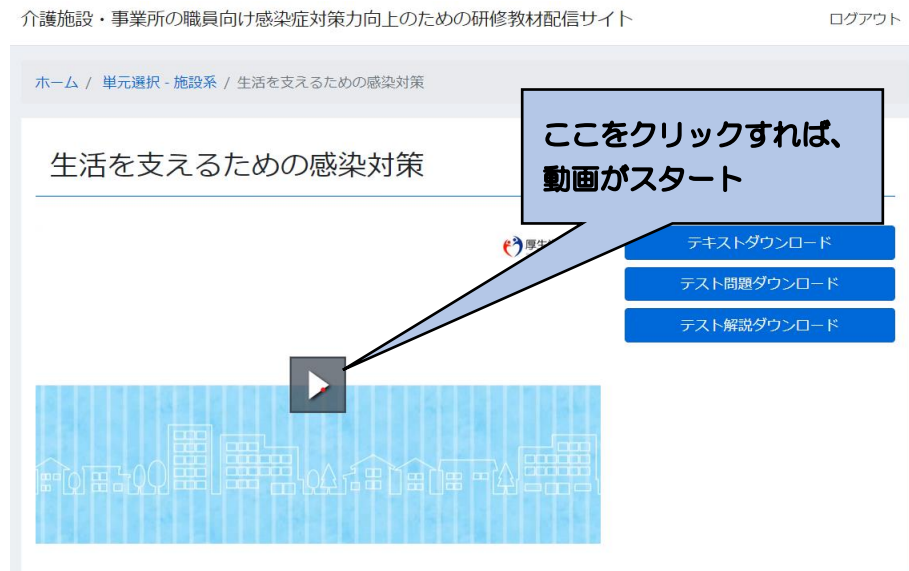 介護施設・事業所の職員向け感染症対策力向上のための研修教材配信サイト
ログアウト
ホーム / 単元選択 - 施設系 / 生活を支えるための感染対策
ここをクリックすれば、
動画がスタート
生活を支えるための感染対策
厚生
テキストダウンロード
テスト問題ダウンロード
テスト解説ダウンロード